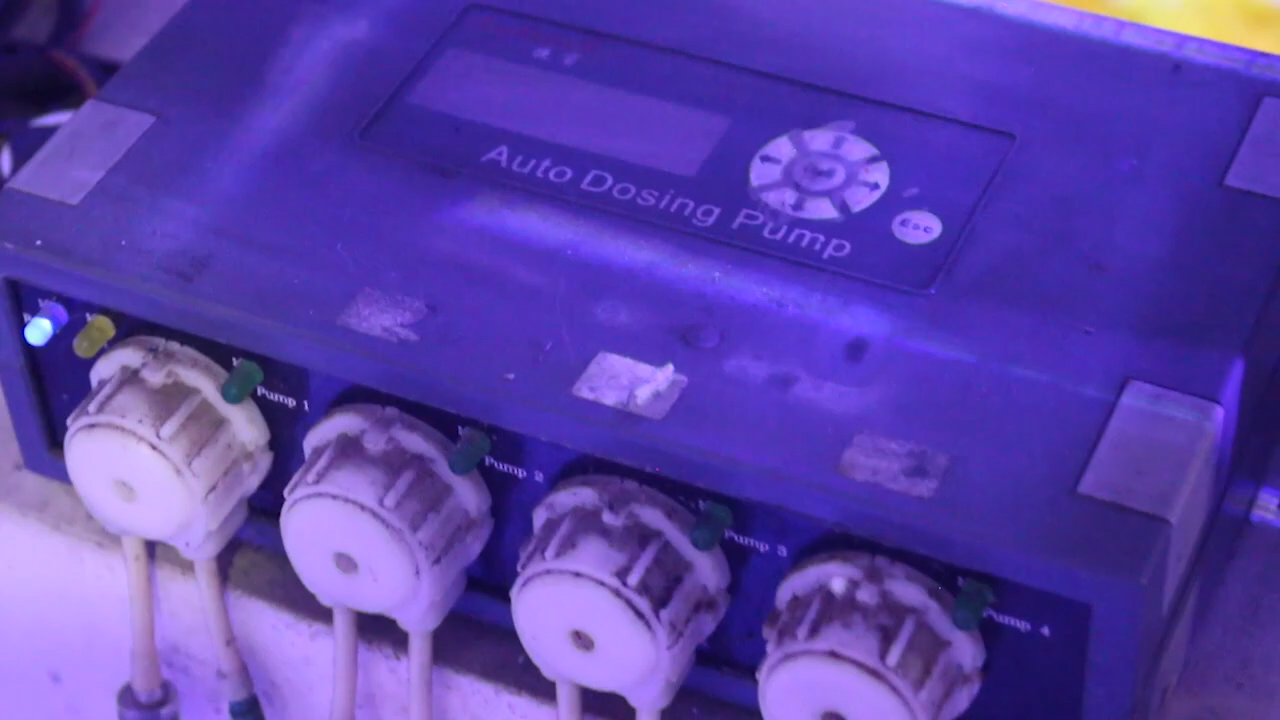 Auto Dosing Pump
Esc
Pump 1
Pump 2
Pump 3
Pump 4